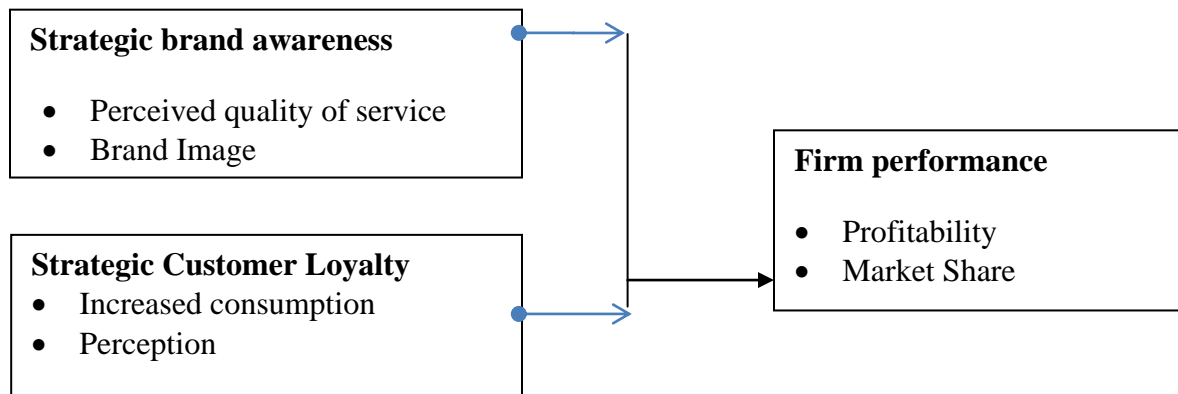 Strategic brand awareness
• Perceived quality of service
• Brand Image
Strategic Customer Loyalty
• Increased consumption
• Perception
Firm performance
• Profitability
• Market Share